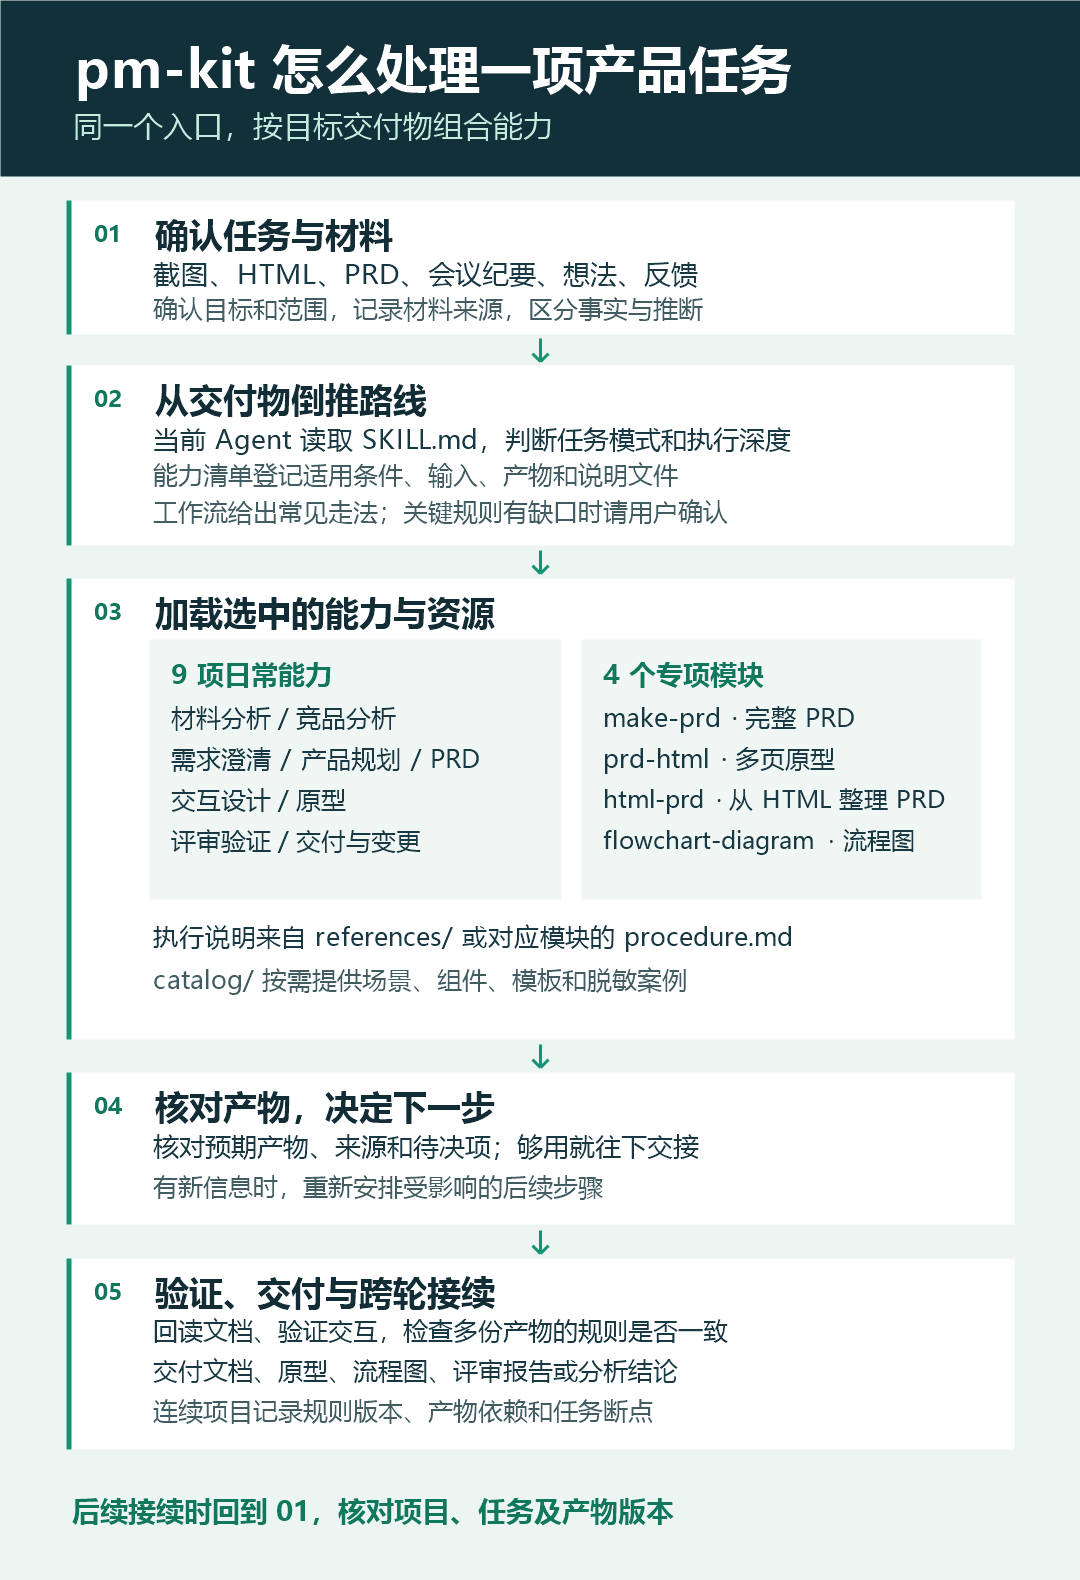 pm-kit 怎么处理一项产品任务
同一个入口，按目标交付物组合能力
01
确认任务与材料
截图、HTML、PRD、会议纪要、想法、反馈
确认目标和范围，记录材料来源，区分事实与推断
↓
02
从交付物倒推路线
当前 Agent 读取 SKILL.md，判断任务模式和执行深度
能力清单登记适用条件、输入、产物和说明文件
工作流给出常见走法；关键规则有缺口时请用户确认
↓
03
加载选中的能力与资源
9 项日常能力
材料分析 / 竞品分析
需求澄清 / 产品规划 / PRD
交互设计 / 原型
评审验证 / 交付与变更
4 个专项模块
make-prd · 完整 PRD
prd-html · 多页原型
html-prd · 从 HTML 整理 PRD
flowchart-diagram · 流程图
执行说明来自 references/ 或对应模块的 procedure.md
catalog/ 按需提供场景、组件、模板和脱敏案例
↓
04
核对产物，决定下一步
核对预期产物、来源和待决项；够用就往下交接
有新信息时，重新安排受影响的后续步骤
↓
05
验证、交付与跨轮接续
回读文档、验证交互，检查多份产物的规则是否一致
交付文档、原型、流程图、评审报告或分析结论
连续项目记录规则版本、产物依赖和任务断点
后续接续时回到 01，核对项目、任务及产物版本